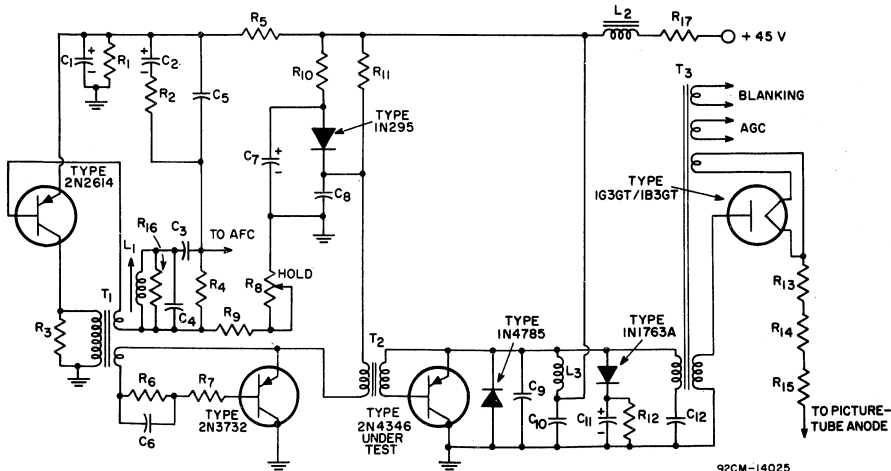 L2
R17
+ 45 V
R5
C1
+
-
R1
+
C2
-
R2
C5
R10
R11
T3
BLANKING
AGC
TYPE
1N295
C7
+
-
C8
TYPE
1G3GT/1B3GT
TYPE
2N2614
R16
C3
TO AFC
L1
C4
R4
R9
R8
HOLD
T1
R3
R13
R14
R15
TO PICTURE-
TUBE ANODE
T2
TYPE
1N4785
TYPE
1N1763A
C9
L3
C10
C11
+
-
R12
C12
R6
R7
C6
TYPE
2N3732
TYPE
2N4346
UNDER
TEST
92CM-14025